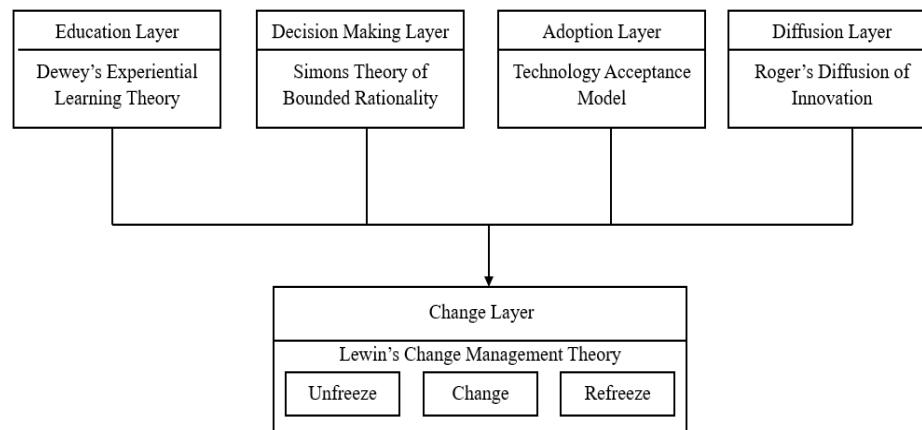 Education Layer
Dewey’s Experiential
Learning Theory
Decision Making Layer
Simons Theory of
Bounded Rationality
Adoption Layer
Technology Acceptance
Model
Diffusion Layer
Roger’s Diffusion of
Innovation
Change Layer
Lewin’s Change Management Theory
Unfreeze
Change
Refreeze